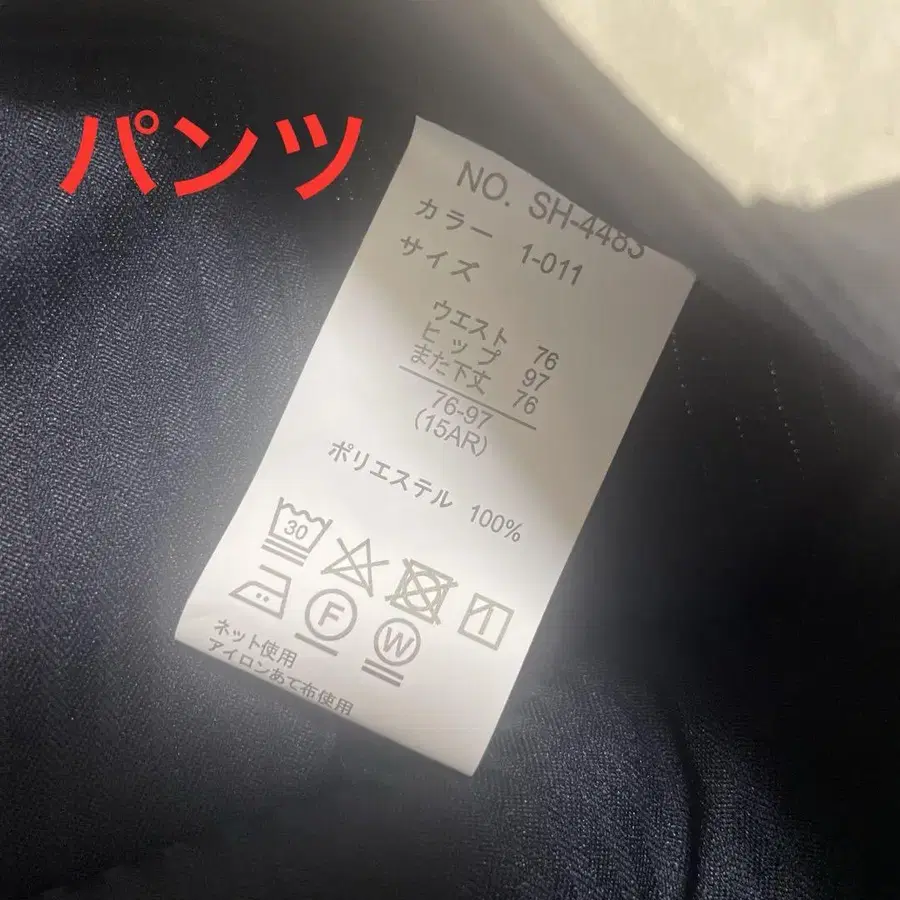 パンツ
NO. SH-4483
カラー 1-011
サイズ
ウエスト 76
ヒップ 97
また下丈 76
76-97
(15AR)
ポリエステル 100%
30
F
W
ネット使用
アイロンあて布使用